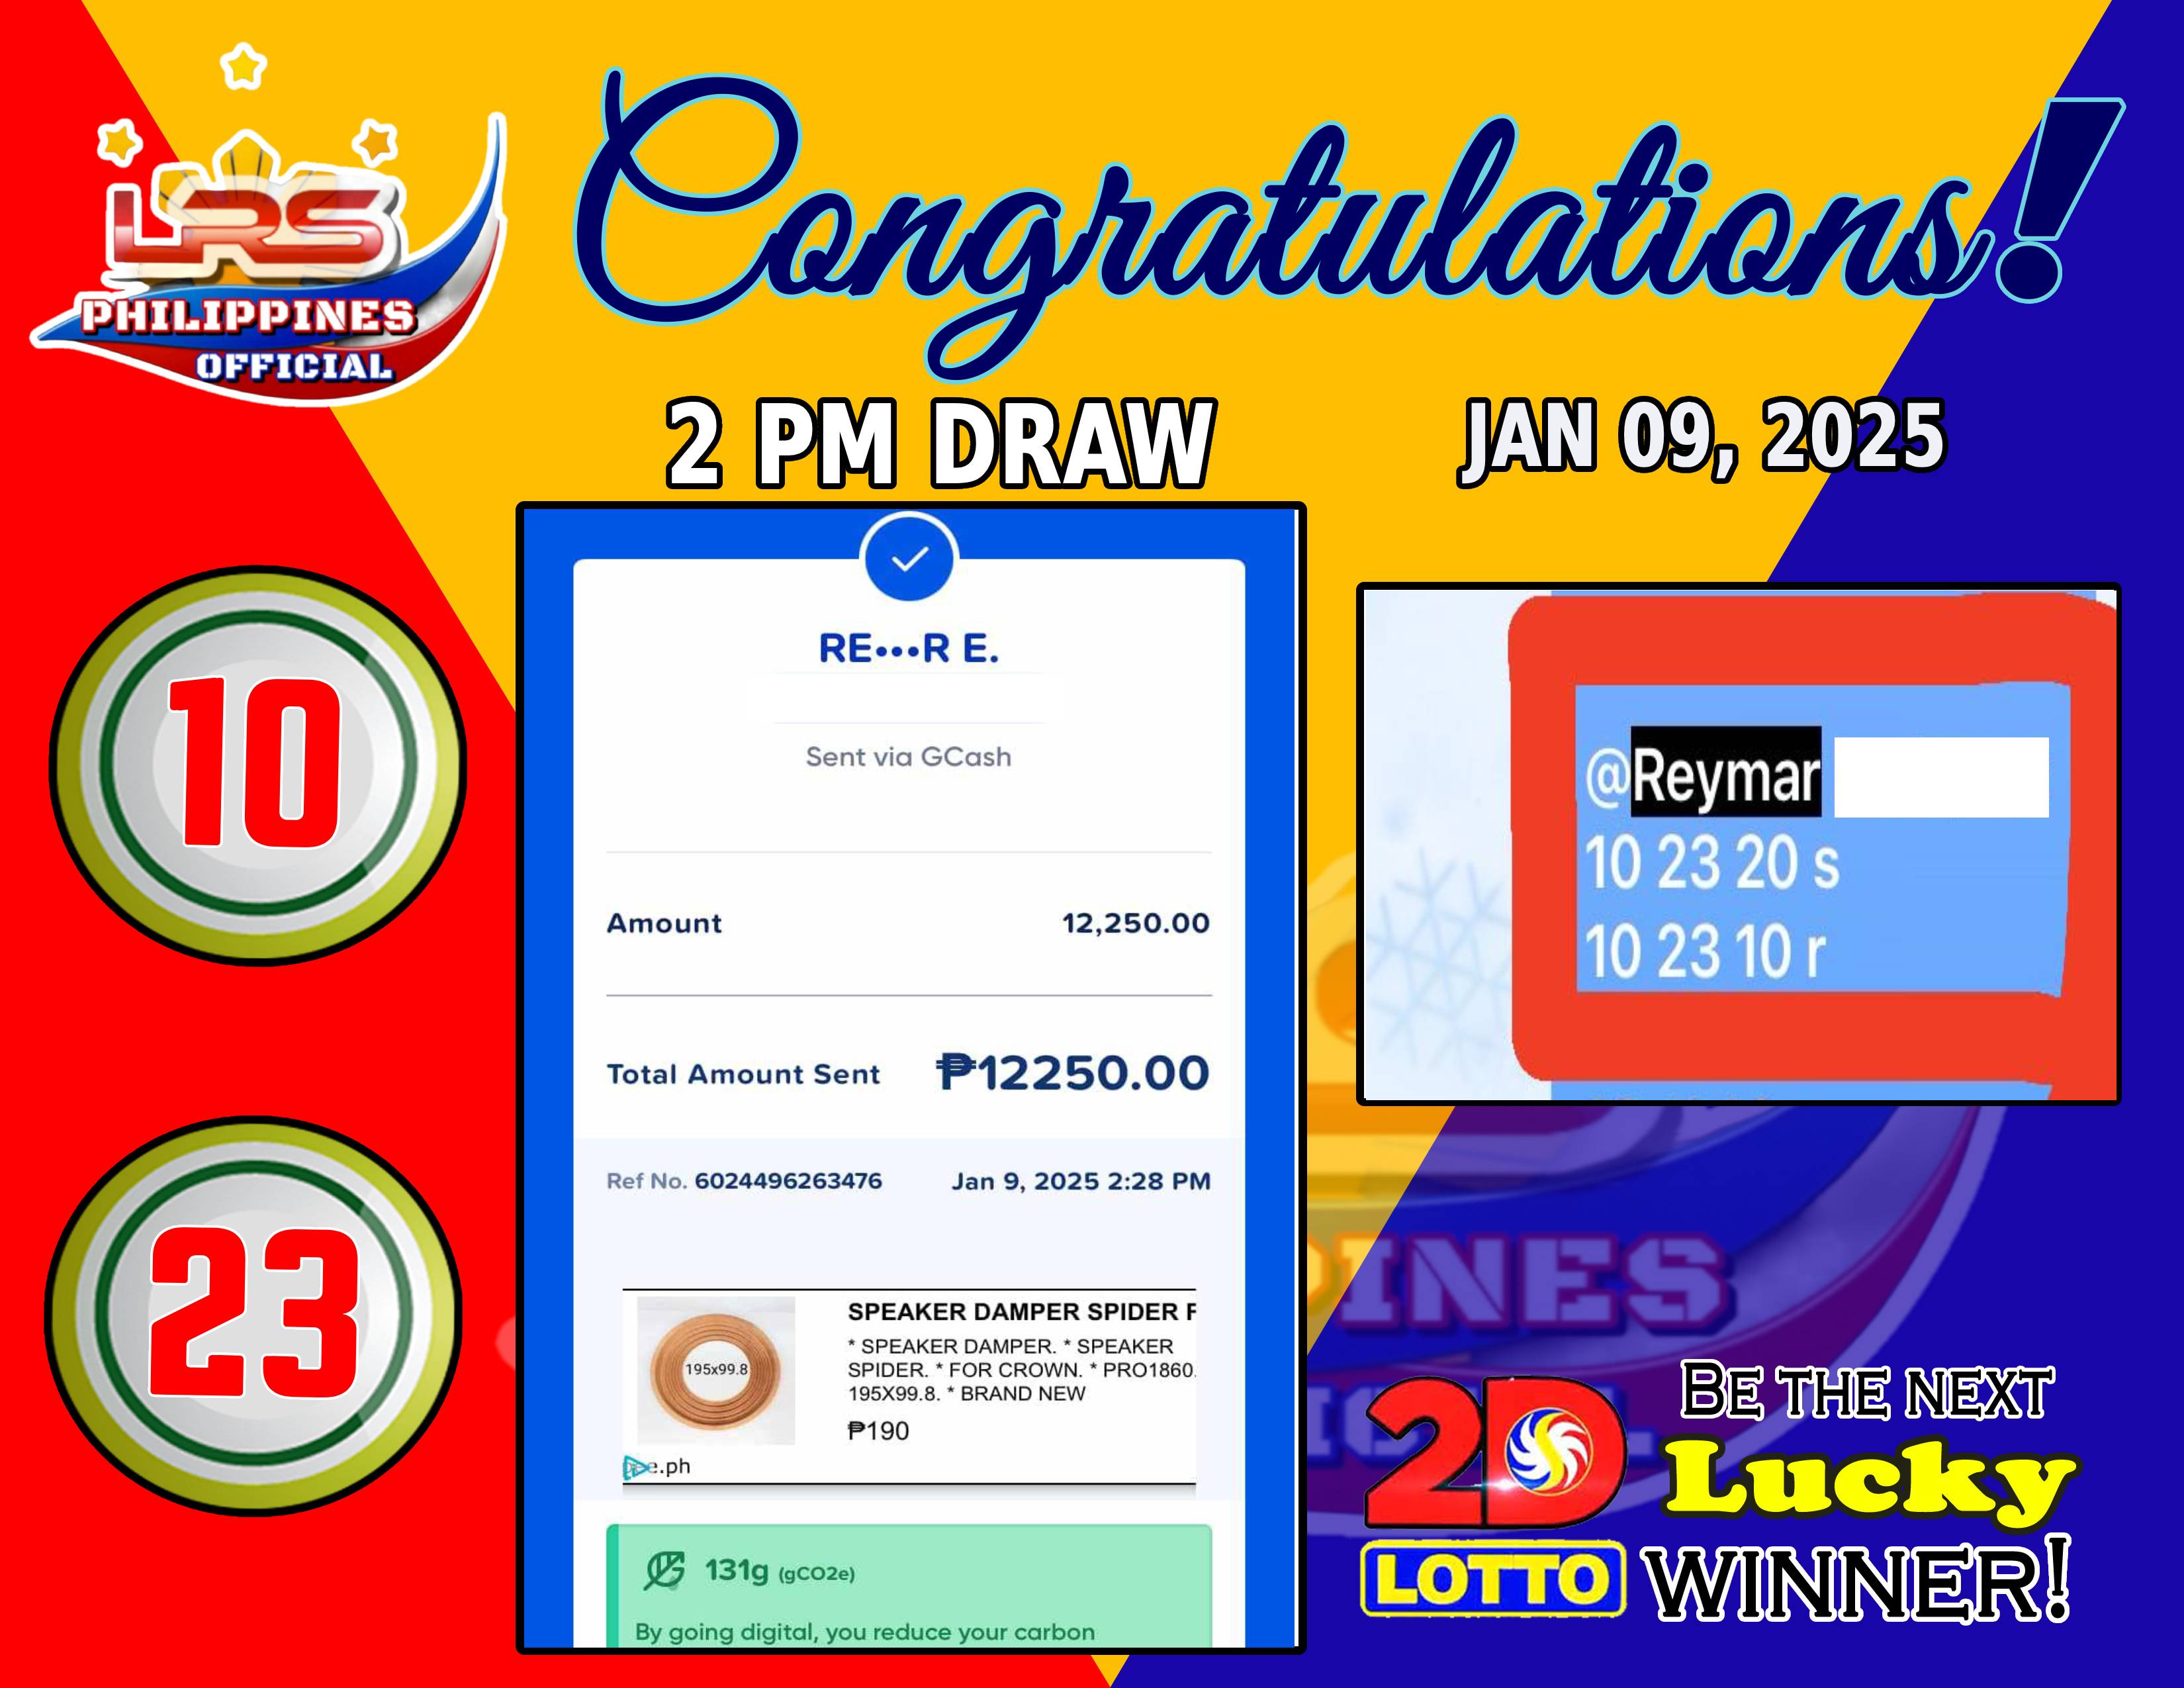 LRS
PHILIPPINES
OFFICIAL
Congratulations!
2 PM DRAW
JAN 09, 2025
10
23
RE•••R E.
Sent via GCash
Amount 12,250.00
Total Amount Sent ₱12250.00
Ref No. 6024496263476 Jan 9, 2025 2:28 PM
195x99.8
SPEAKER DAMPER SPIDER F
* SPEAKER DAMPER. * SPEAKER
SPIDER. * FOR CROWN. * PRO1860.
195X99.8. * BRAND NEW
₱190
e.ph
131g (gCO2e)
By going digital, you reduce your carbon
@Reymar
10 23 20 s
10 23 10 r
PINES
2D
LOTTO
BE THE NEXT
Lucky
WINNER!